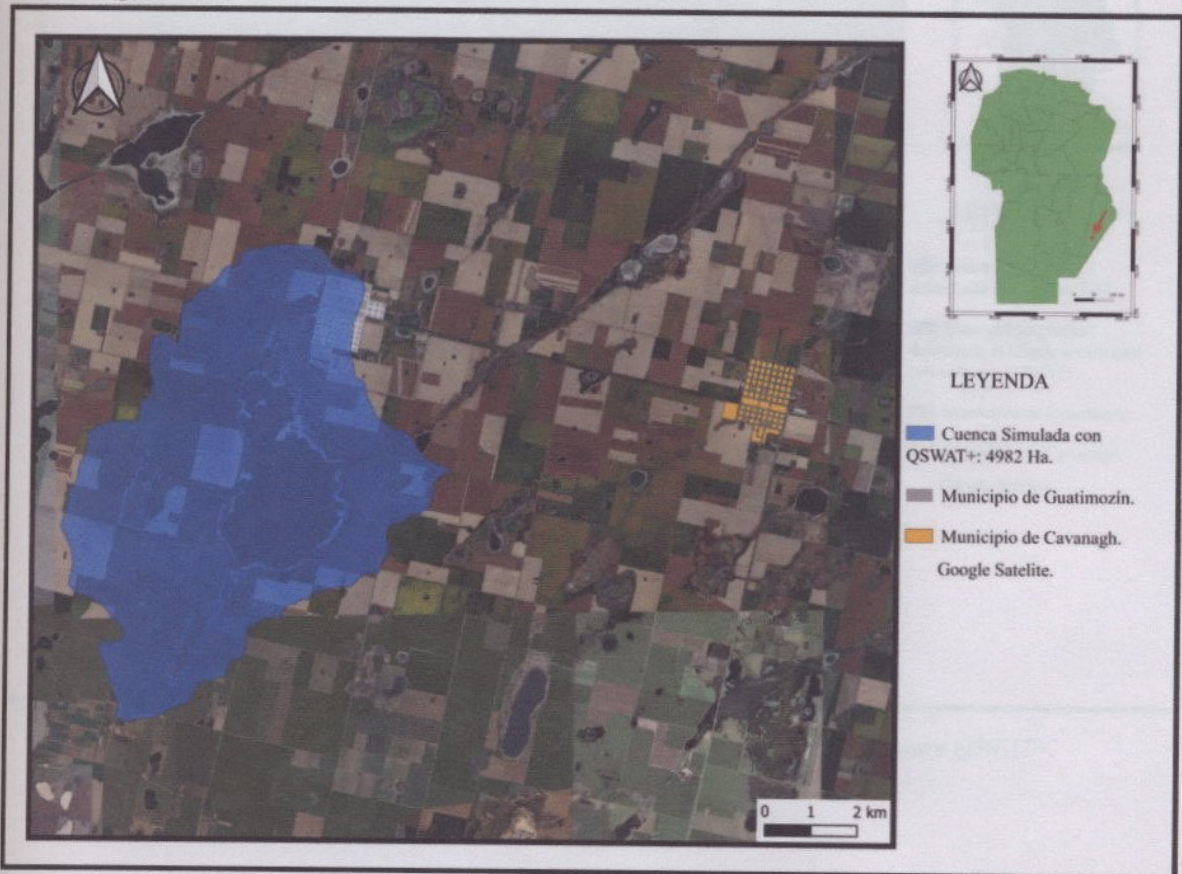 LEYENDA
Cuenca Simulada con
QSWAT+: 4982 Ha.
Municipio de Guatimozín.
Municipio de Cavanagh.
Google Satelite.
0 1 2 km